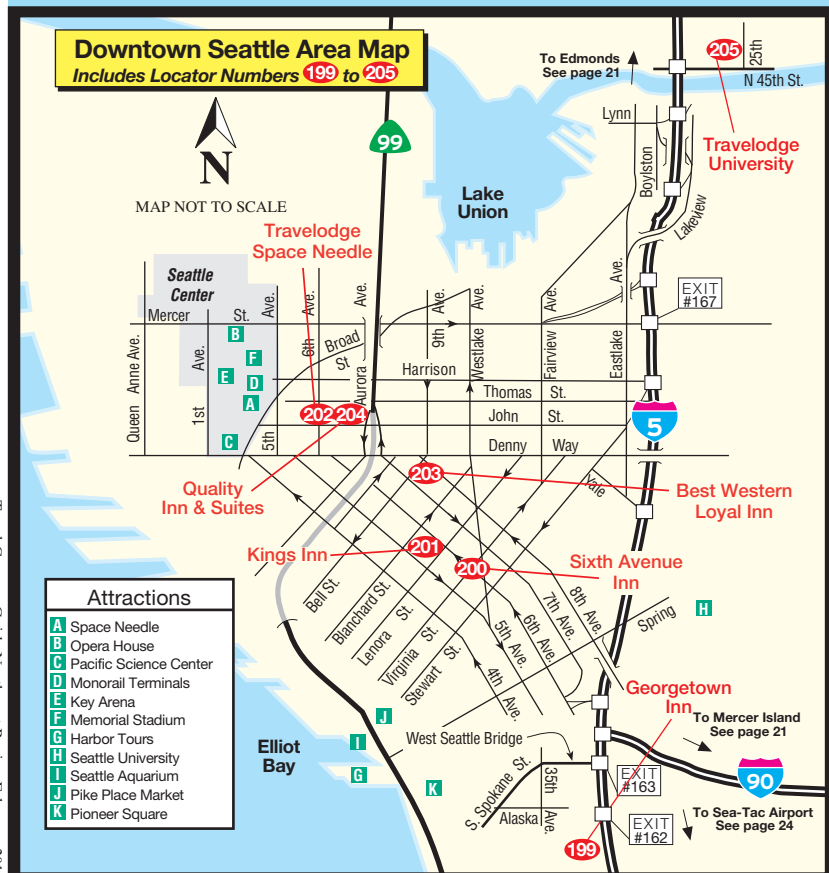 Downtown Seattle Area Map
Includes Locator Numbers 199 to 205
N
MAP NOT TO SCALE
99
To Edmonds
See page 21
205
25th
N 45th St.
Lynn
Boylston
Lakeview
Travelodge
University
Lake
Union
Travelodge
Space Needle
Seattle
Center
EXIT
#167
Mercer St.
Queen Anne Ave.
1st Ave.
5th Ave.
6th Ave.
Broad St
Aurora Ave.
9th Ave.
Westlake Ave.
Fairview Ave.
Eastlake Ave.
Harrison
Thomas St.
John St.
Denny Way
B
F
E
D
A
C
202
204
5
203
Yale
Quality
Inn & Suites
Best Western
Loyal Inn
Kings Inn
201
200
Sixth Avenue
Inn
Bell St.
Blanchard St.
Lenora St.
Virginia St.
Stewart St.
4th Ave.
5th Ave.
6th Ave.
7th Ave.
8th Ave.
Spring
H
Attractions
A Space Needle
B Opera House
C Pacific Science Center
D Monorail Terminals
E Key Arena
F Memorial Stadium
G Harbor Tours
H Seattle University
I Seattle Aquarium
J Pike Place Market
K Pioneer Square
Elliot
Bay
J
I
G
K
Georgetown
Inn
To Mercer Island
See page 21
West Seattle Bridge
S. Spokane St.
35th Ave.
Alaska
EXIT
#163
90
EXIT
#162
To Sea-Tac Airport
See page 24
199